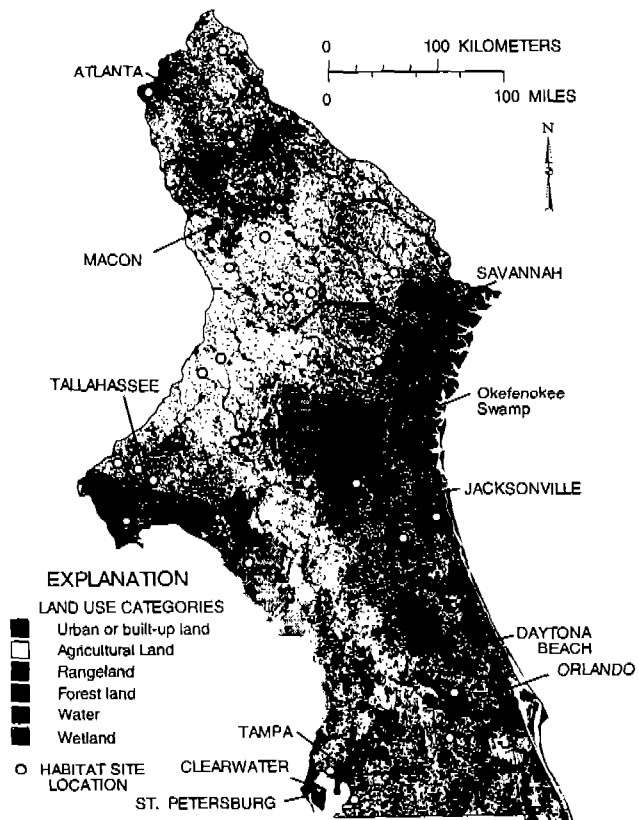 0 100 KILOMETERS
ATLANTA
0 100 MILES
N
MACON
SAVANNAH
TALLAHASSEE
Okefenokee
Swamp
JACKSONVILLE
EXPLANATION
LAND USE CATEGORIES
Urban or built-up land
Agricultural Land
Rangeland
Forest land
Water
Wetland
HABITAT SITE
LOCATION
DAYTONA
BEACH
ORLANDO
TAMPA
CLEARWATER
ST. PETERSBURG